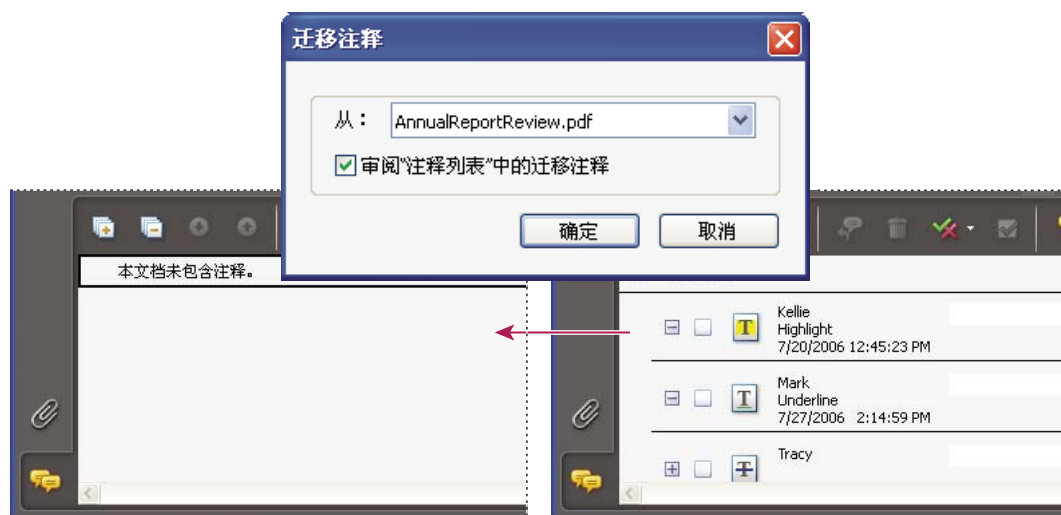 迁移注释
从：
AnnualReportReview.pdf
审阅“注释列表”中的迁移注释
确定
取消
本文档未包含注释。
Kellie
Highlight
7/20/2006 12:45:23 PM
Mark
Underline
7/27/2006 2:14:59 PM
Tracy